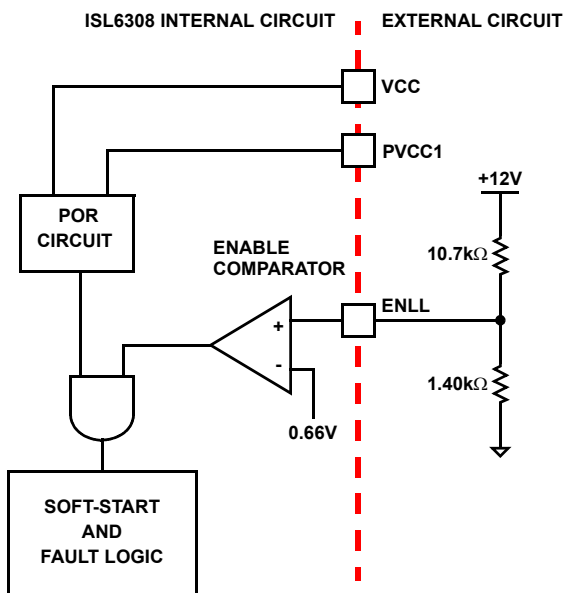 ISL6308 INTERNAL CIRCUIT
EXTERNAL CIRCUIT
VCC
PVCC1
+12V
POR
CIRCUIT
10.7kΩ
ENABLE
COMPARATOR
ENLL
+
-
1.40kΩ
0.66V
SOFT-START
AND
FAULT LOGIC